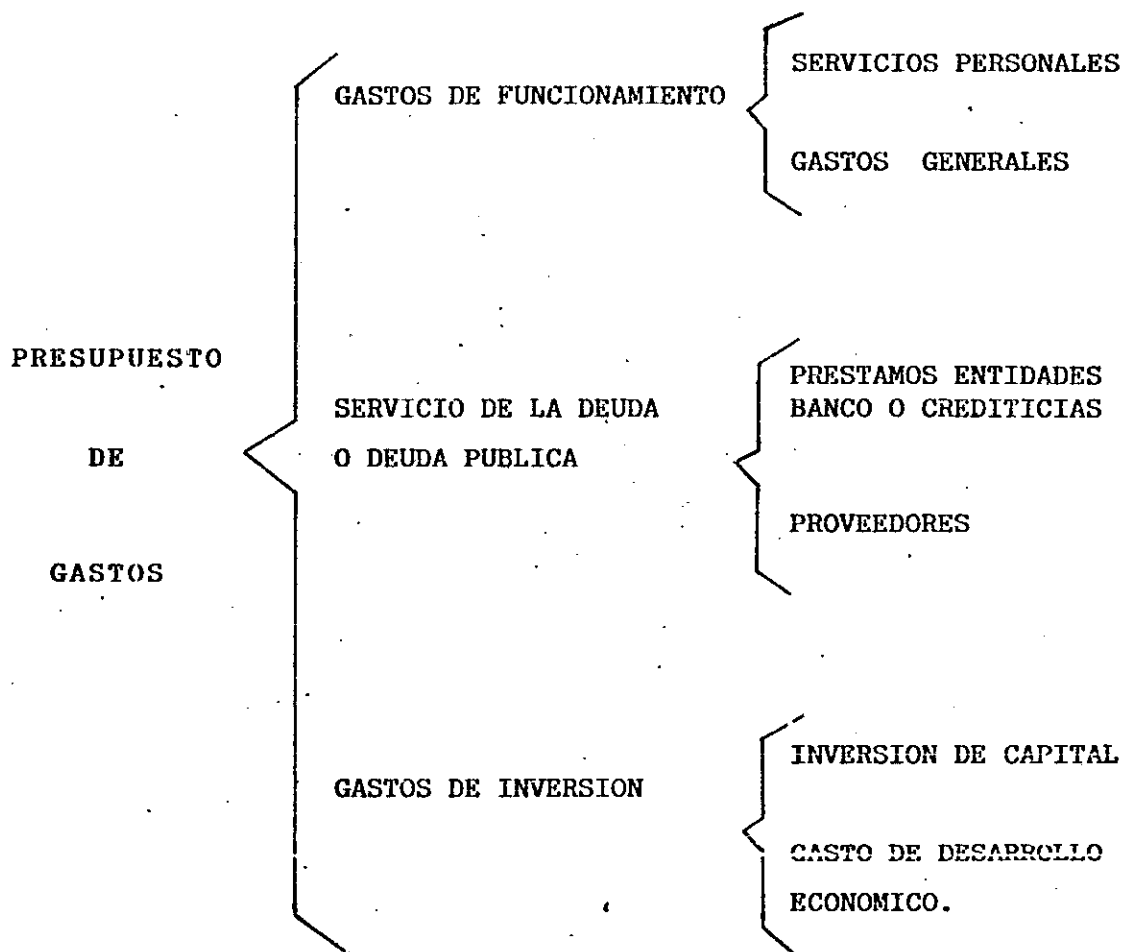 PRESUPUESTO
DE
GASTOS
GASTOS DE FUNCIONAMIENTO
SERVICIOS PERSONALES
GASTOS GENERALES
SERVICIO DE LA DEUDA
O DEUDA PUBLICA
PRESTAMOS ENTIDADES
BANCO O CREDITICIAS
PROVEEDORES
GASTOS DE INVERSION
INVERSION DE CAPITAL
GASTO DE DESARROLLO
ECONOMICO.